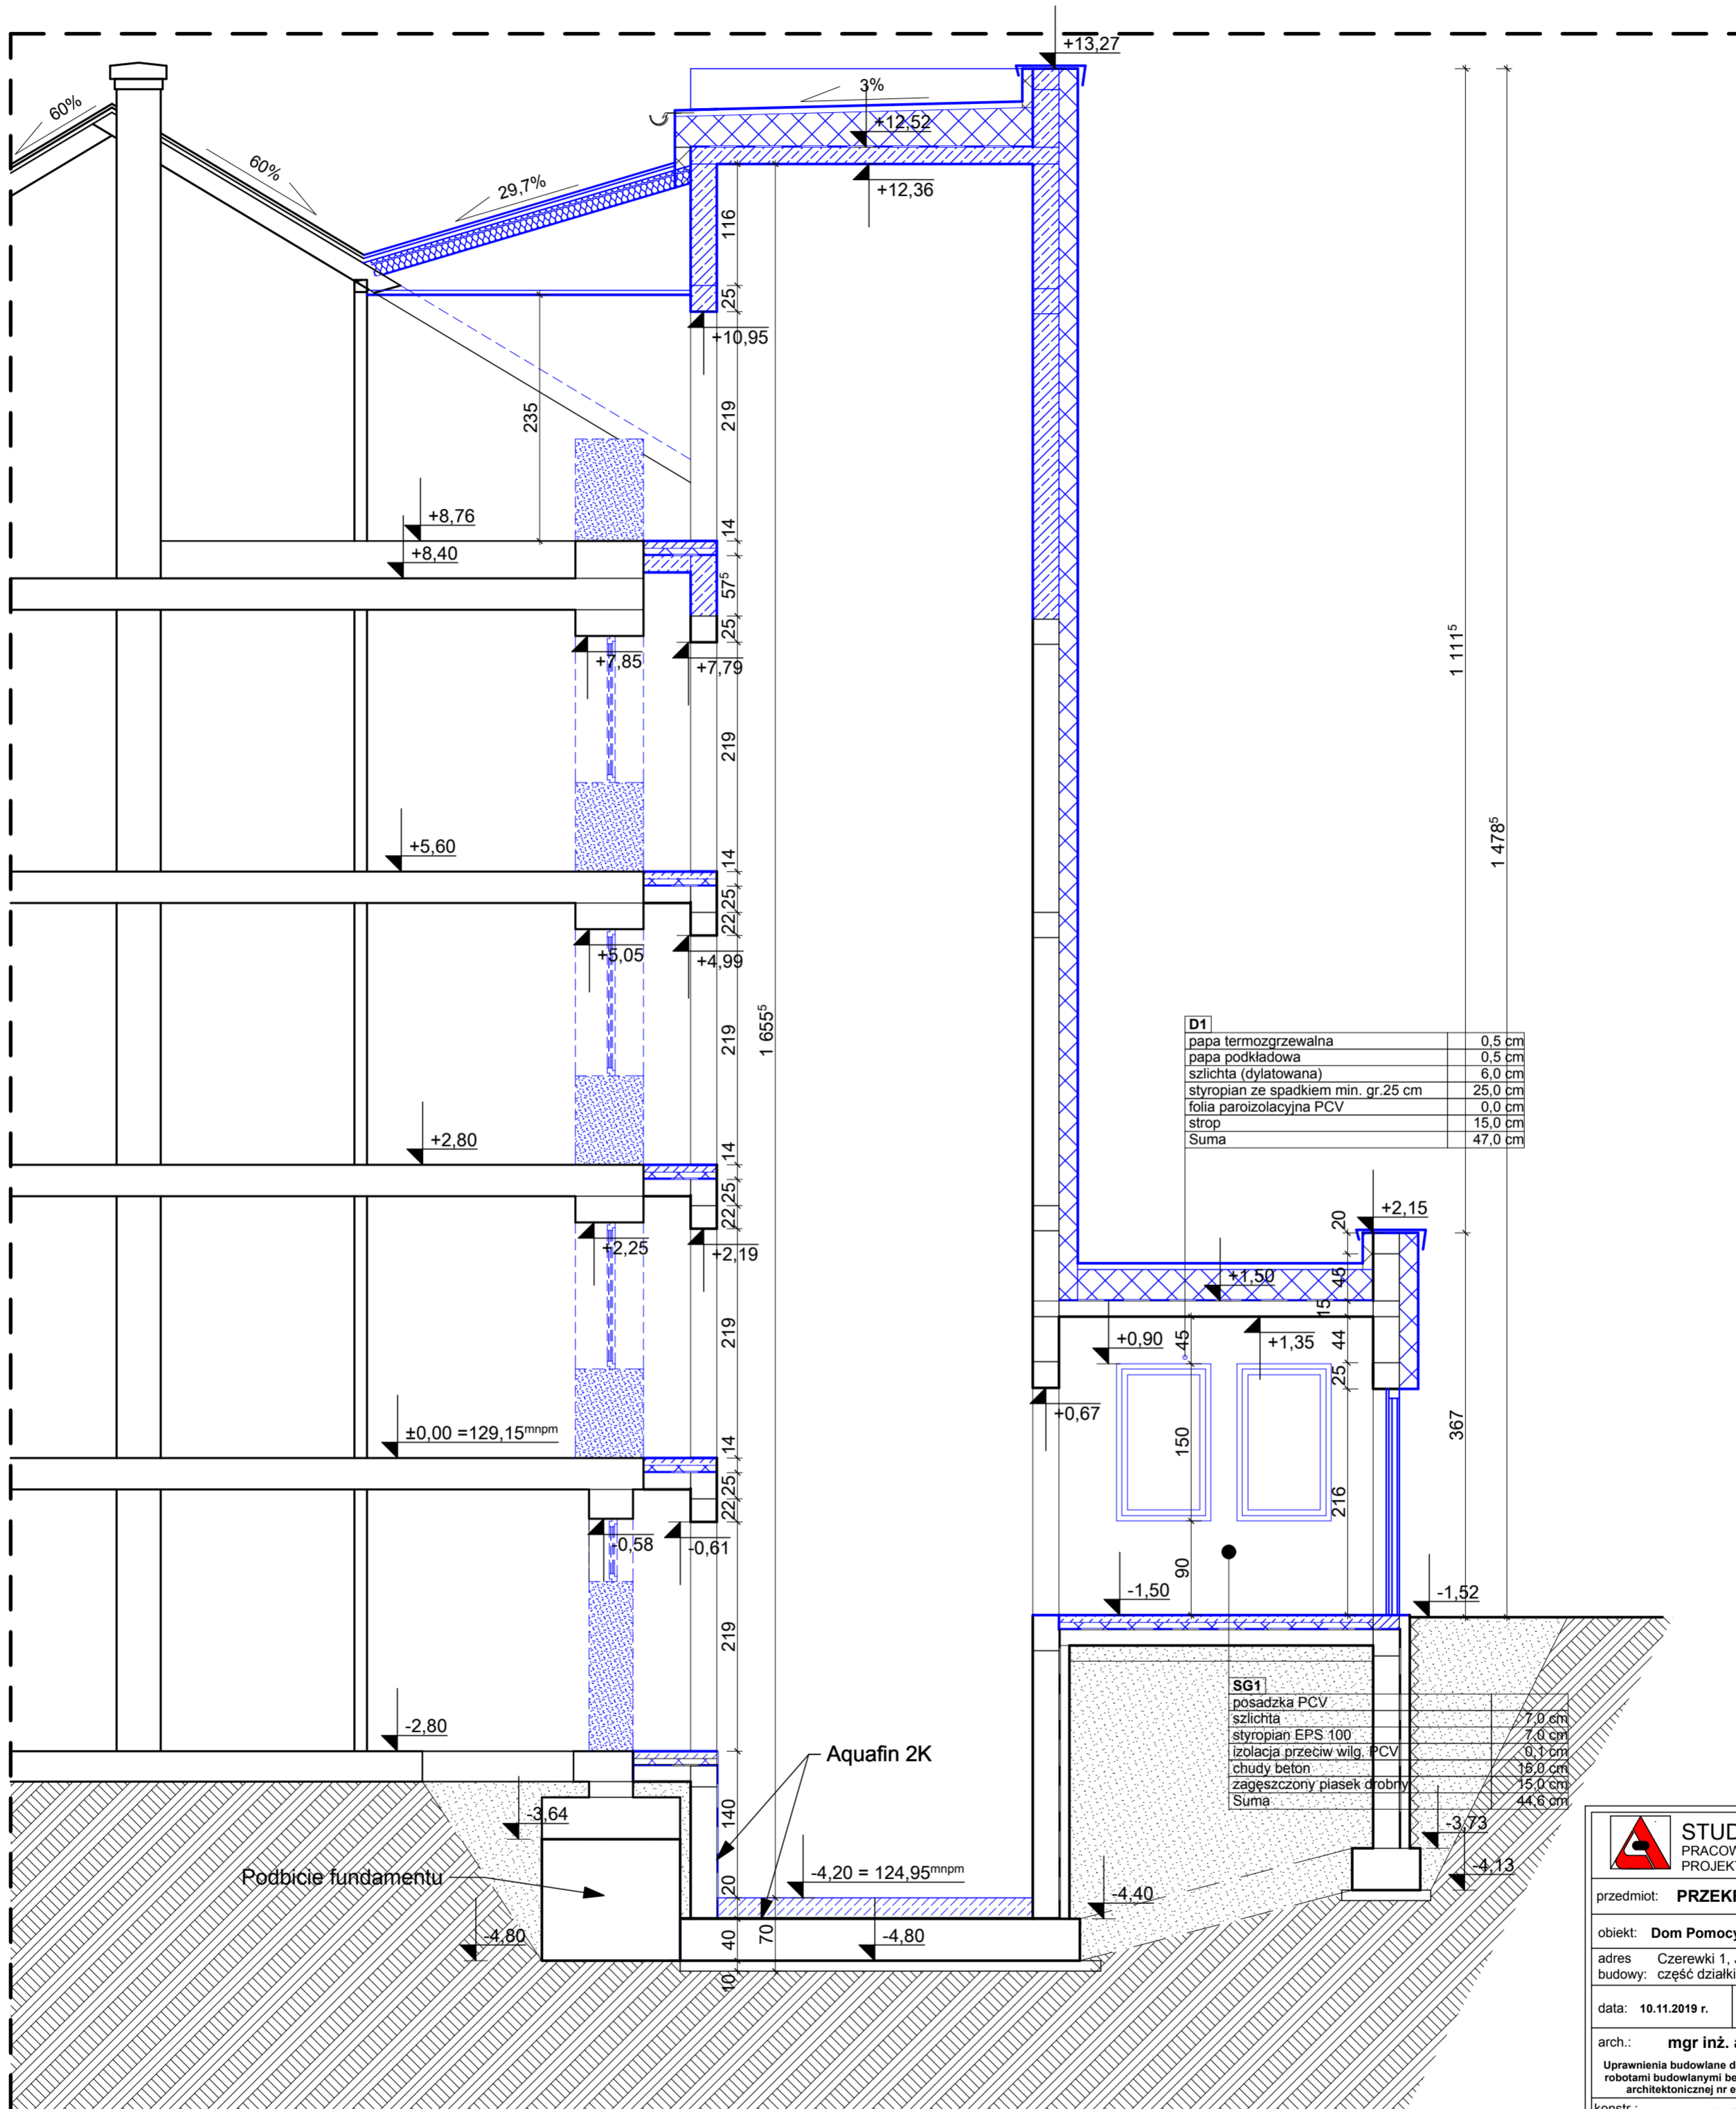 +13,27
60%
3%
+12,52
60%
29,7%
+12,36
116
25
+10,95
235
219
+8,76
14
+8,40
57⁵
25
+7,85
+7,79
1 111⁵
219
1 478⁵
+5,60
14
25
22
+5,05
+4,99
219
1 655⁵
D1
papa termozgrzewalna 0,5 cm
papa podkładowa 0,5 cm
szlichta (dylatowana) 6,0 cm
styropian ze spadkiem min. gr.25 cm 25,0 cm
folia paroizolacyjna PCV 0,0 cm
strop 15,0 cm
Suma 47,0 cm
+2,80
14
25
22
+2,25
+2,19
20
+2,15
+1,50
45
15
+0,90
45
+1,35
44
25
219
+0,67
367
±0,00 =129,15mnpm
14
25
22
150
216
-0,58
-0,61
90
-1,50
-1,52
219
SG1
posadzka PCV
szlichta 7,0 cm
styropian EPS 100 7,0 cm
izolacja przeciw wilg. PCV 0,1 cm
chudy beton 16,0 cm
zagęszczony piasek drobny 15,0 cm
Suma 44,6 cm
-2,80
Aquafin 2K
140
-3,64
-3,73
-4,13
Podbicie fundamentu
20
-4,20 = 124,95mnpm
-4,40
-4,80
40
70
-4,80
10
STUD
PRACOW
PROJEKT
przedmiot: PRZEKR
obiekt: Dom Pomocy
adres Czerewki 1,
budowy: część działki
data: 10.11.2019 r.
arch.: mgr inż. a
Uprawnienia budowlane d
robotami budowlanymi be
architektonicznej nr e
konstr.: